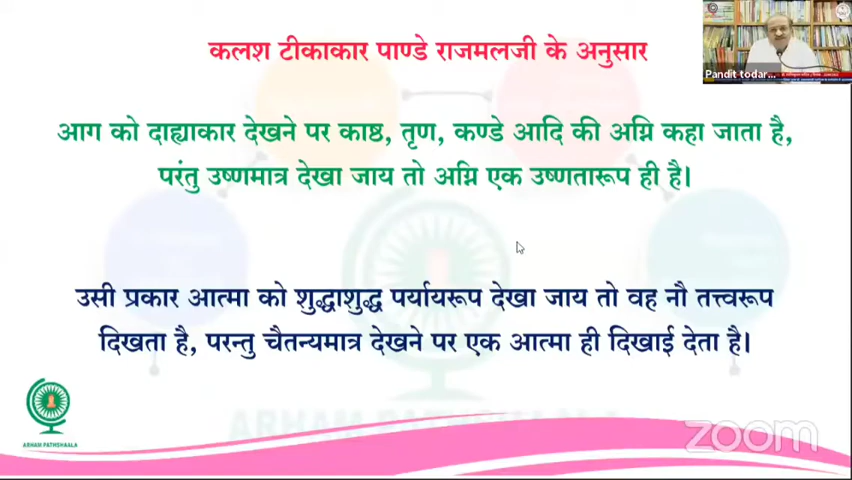 कलश टीकाकार पाण्डे राजमलजी के अनुसार
Pandit todar...
आग को दाह्याकार देखने पर काष्ठ, तृण, कण्डे आदि की अग्नि कहा जाता है,
परंतु उष्णमात्र देखा जाय तो अग्नि एक उष्णतारूप ही है।
उसी प्रकार आत्मा को शुद्धाशुद्ध पर्यायरूप देखा जाय तो वह नौ तत्त्वरूप
दिखता है, परन्तु चैतन्यमात्र देखने पर एक आत्मा ही दिखाई देता है।
ARHAM PATHSHAALA
ARHAM PATHSHAALA
zoom